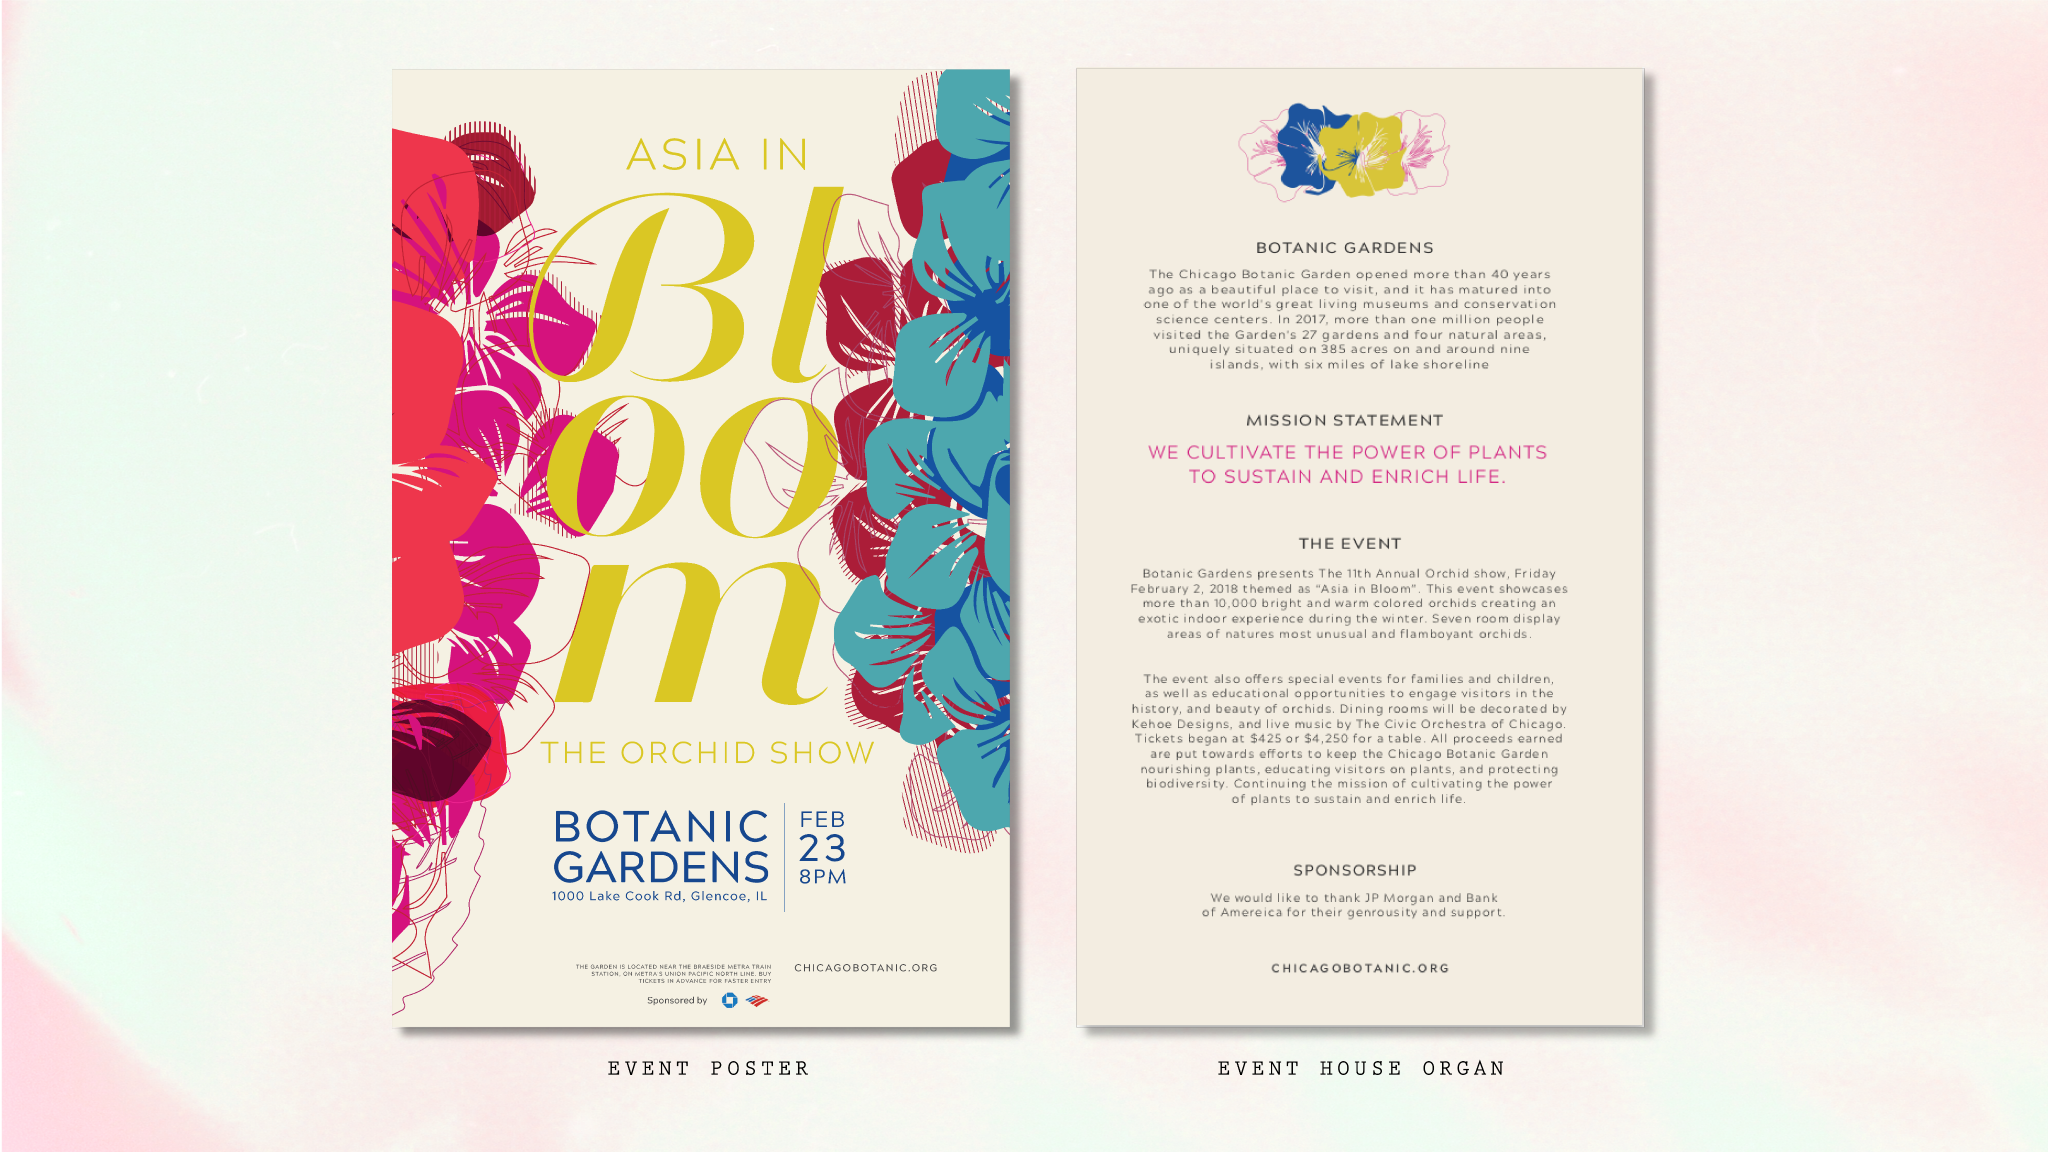 ASIA IN
Bl
oo
m
THE ORCHID SHOW
BOTANIC
GARDENS
1000 Lake Cook Rd, Glencoe, IL
FEB
23
8PM
THE GARDEN IS LOCATED NEAR THE BRAESIDE METRA TRAIN
STATION, ON METRA'S UNION PACIFIC NORTH LINE. BUY
TICKETS IN ADVANCE FOR FASTER ENTRY
CHICAGOBOTANIC.ORG
Sponsored by
EVENT POSTER
BOTANIC GARDENS
The Chicago Botanic Garden opened more than 40 years
ago as a beautiful place to visit, and it has matured into
one of the world's great living museums and conservation
science centers. In 2017, more than one million people
visited the Garden's 27 gardens and four natural areas,
uniquely situated on 385 acres on and around nine
islands, with six miles of lake shoreline
MISSION STATEMENT
WE CULTIVATE THE POWER OF PLANTS
TO SUSTAIN AND ENRICH LIFE.
THE EVENT
Botanic Gardens presents The 11th Annual Orchid show, Friday
February 2, 2018 themed as “Asia in Bloom”. This event showcases
more than 10,000 bright and warm colored orchids creating an
exotic indoor experience during the winter. Seven room display
areas of natures most unusual and flamboyant orchids.
The event also offers special events for families and children,
as well as educational opportunities to engage visitors in the
history, and beauty of orchids. Dining rooms will be decorated by
Kehoe Designs, and live music by The Civic Orchestra of Chicago.
Tickets began at $425 or $4,250 for a table. All proceeds earned
are put towards efforts to keep the Chicago Botanic Garden
nourishing plants, educating visitors on plants, and protecting
biodiversity. Continuing the mission of cultivating the power
of plants to sustain and enrich life.
SPONSORSHIP
We would like to thank JP Morgan and Bank
of Amereica for their genrousity and support.
CHICAGOBOTANIC.ORG
EVENT HOUSE ORGAN